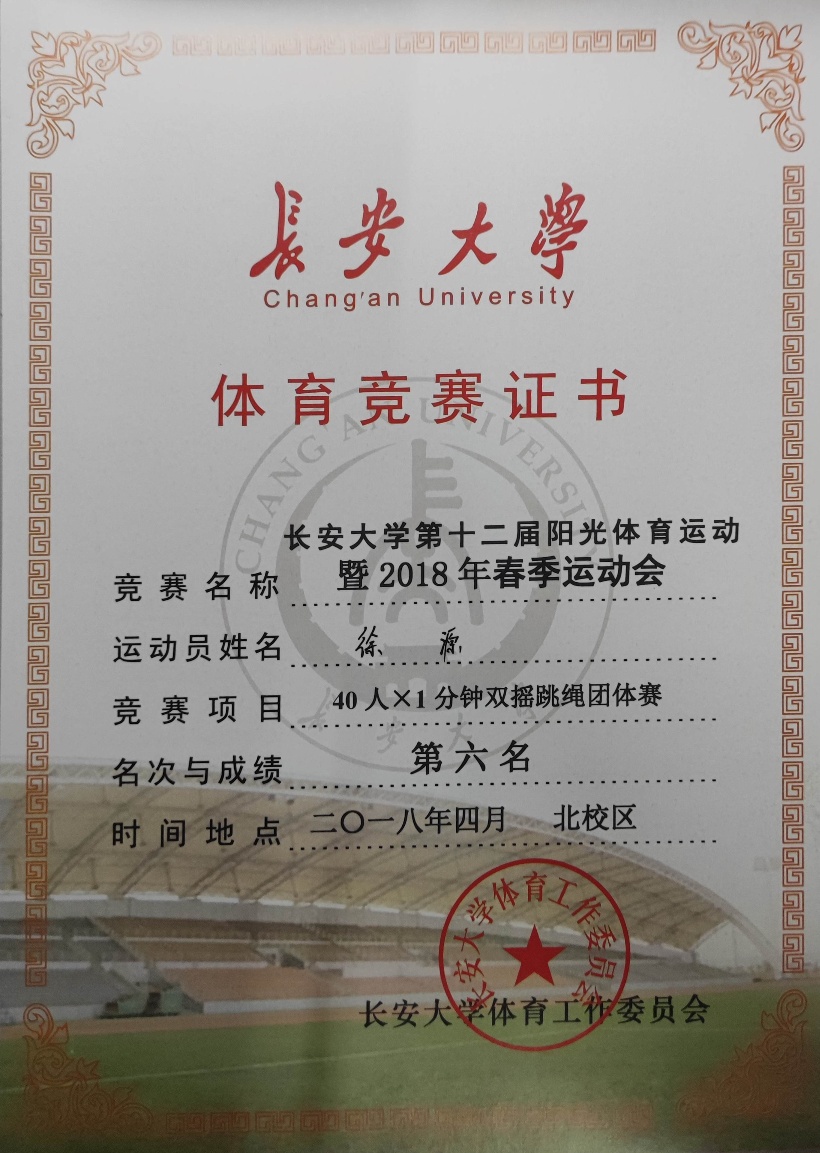 長安大學
Chang'an University
体育竞赛证书
CHANG'AN UNIVERSITY
长安大学第十二届阳光体育运动
竞赛名称 暨2018年春季运动会
运动员姓名 徐 源
竞赛项目 40人×1分钟双摇跳绳团体赛
名次与成绩 第六名
时间地点 二〇一八年四月 北校区
长安大学体育工作委员会
长安大学体育工作委员会